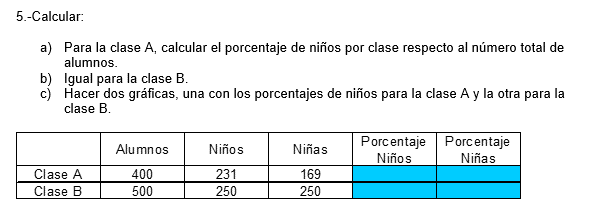 5.-Calcular:
a) Para la clase A, calcular el porcentaje de niños por clase respecto al número total de
alumnos.
b) Igual para la clase B.
c) Hacer dos gráficas, una con los porcentajes de niños para la clase A y la otra para la
clase B.
Alumnos Niños Niñas Porcentaje Niños Porcentaje Niñas
Clase A 400 231 169
Clase B 500 250 250